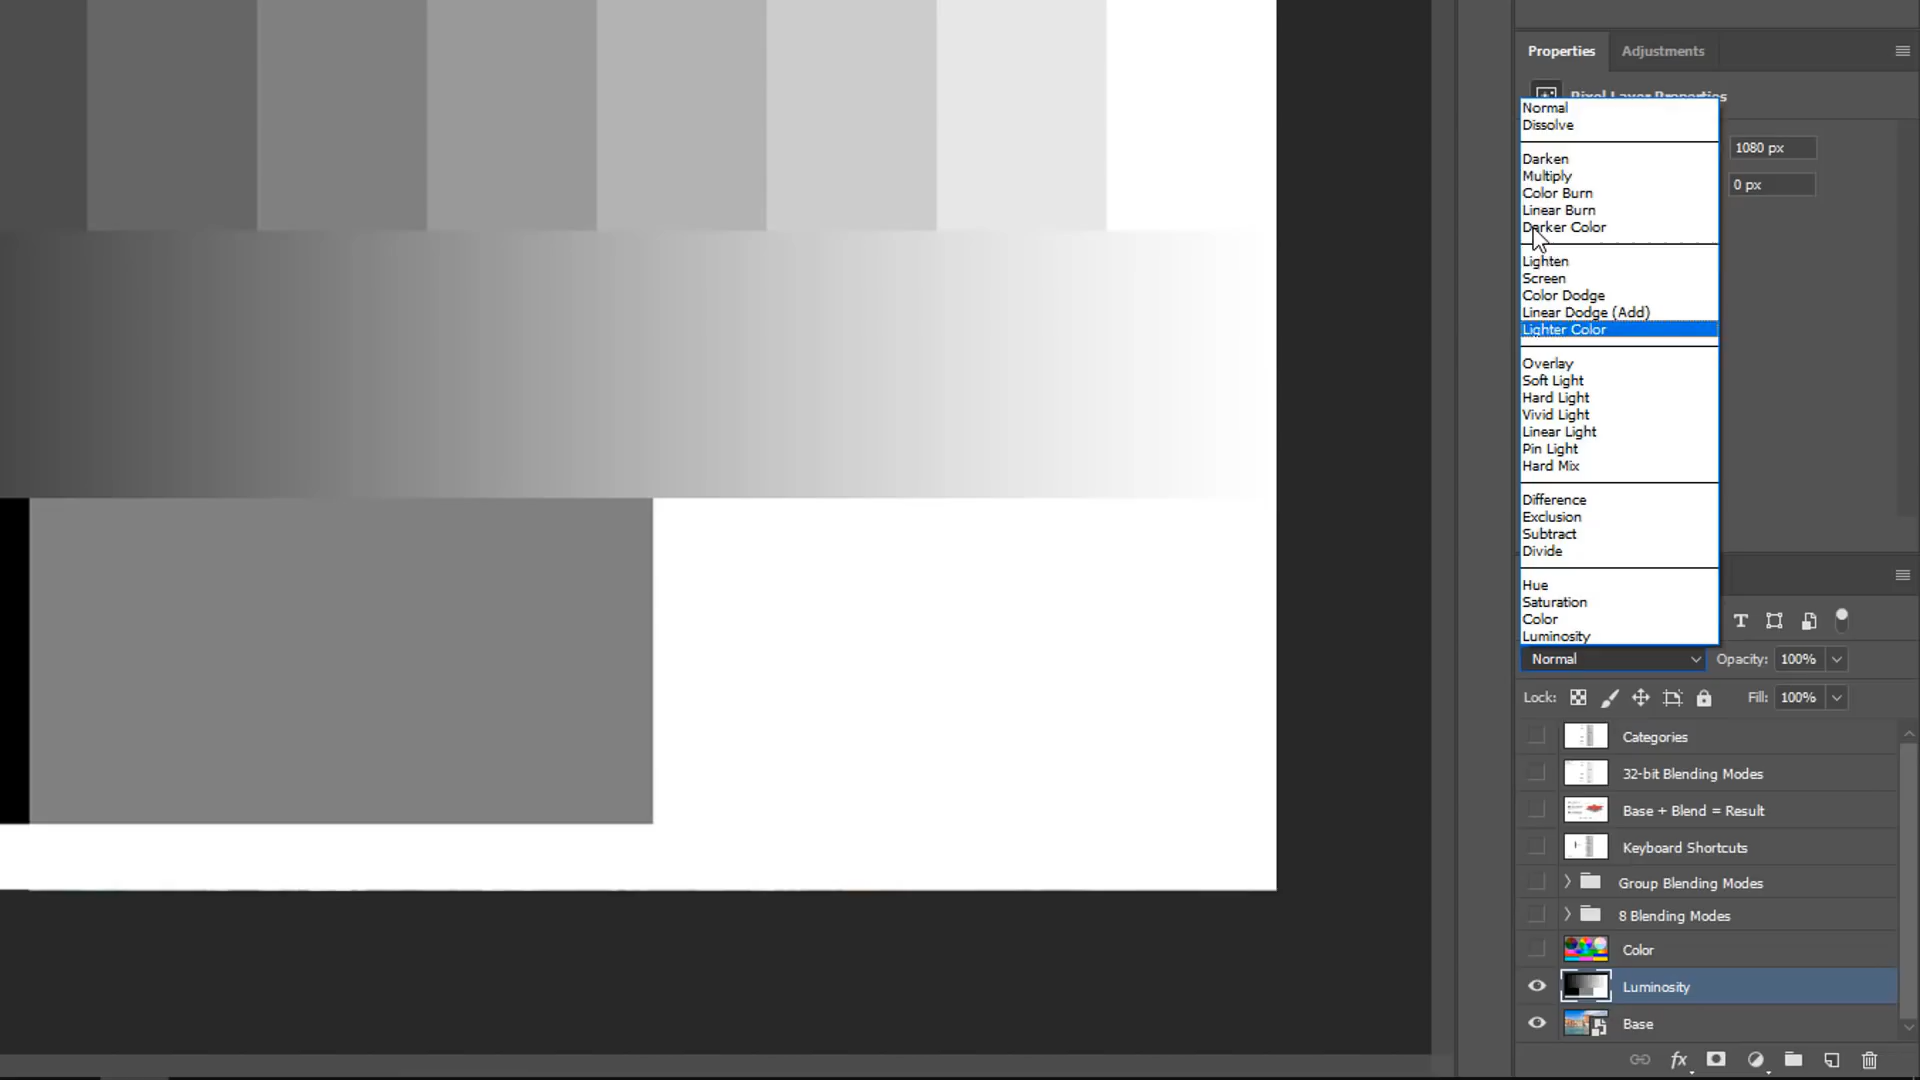 Properties Adjustments
Pixel Layer Properties
Normal
Dissolve
1080 px
Darken
Multiply
0 px
Color Burn
Linear Burn
Darker Color
Lighten
Screen
Color Dodge
Linear Dodge (Add)
Lighter Color
Overlay
Soft Light
Hard Light
Vivid Light
Linear Light
Pin Light
Hard Mix
Difference
Exclusion
Subtract
Divide
Hue
Saturation
Color
Luminosity
Normal Opacity: 100%
Lock: Fill: 100%
Categories
32-bit Blending Modes
Base + Blend = Result
Keyboard Shortcuts
Group Blending Modes
8 Blending Modes
Color
Luminosity
Base
fx